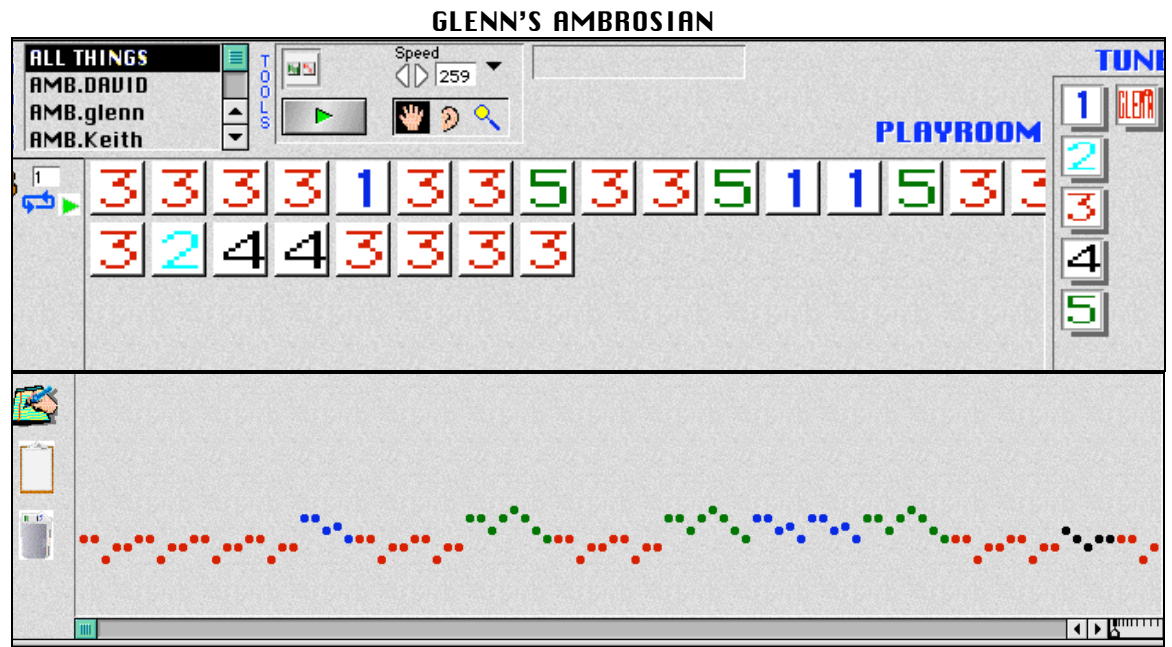 GLENN'S AMBROSIAN
ALL THINGS
AMB.DAVID
AMB.glenn
AMB.Keith
TOOLS
Speed
259
PLAYROOM
TUNE
1
2
3
4
5
GLENN
1
3 3 3 3 1 3 3 5 3 3 5 1 1 5 3 3
3 2 4 4 3 3 3 3